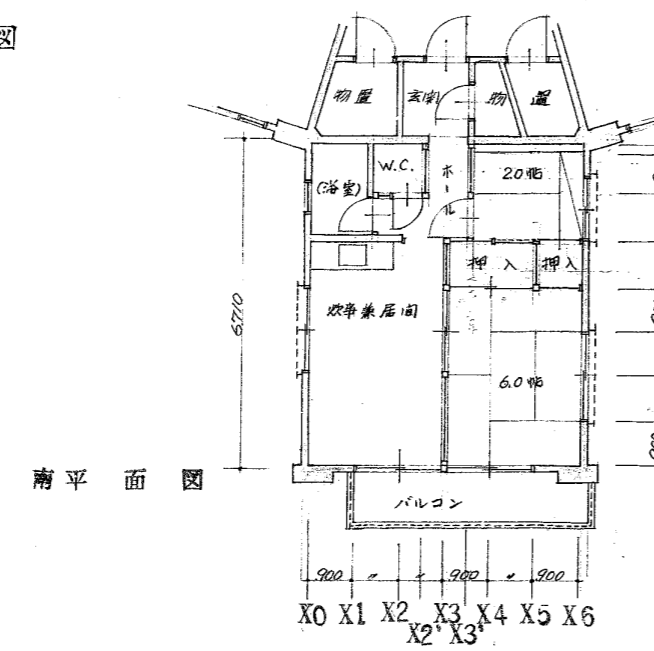 図
物置
玄関
物
置
(浴室)
W.C.
ホール
2.0帖
押入
押入
炊事兼居間
6.0帖
6,710
南平面図
バルコン
900 〃 〃 900 〃 900
X0 X1 X2 X3 X4 X5 X6
X2' X3'